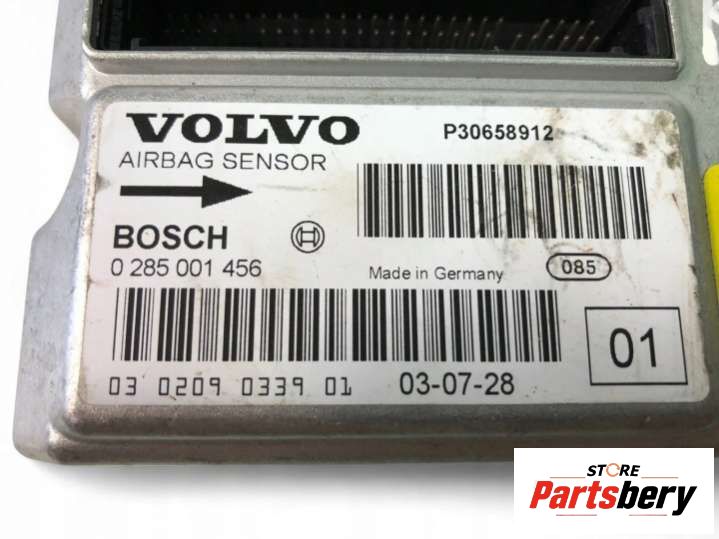 VOLVO
P30658912
AIRBAG SENSOR
BOSCH
0 285 001 456
Made in Germany
085
03 0209 0339 01
03-07-28
01
STORE
Partsbery